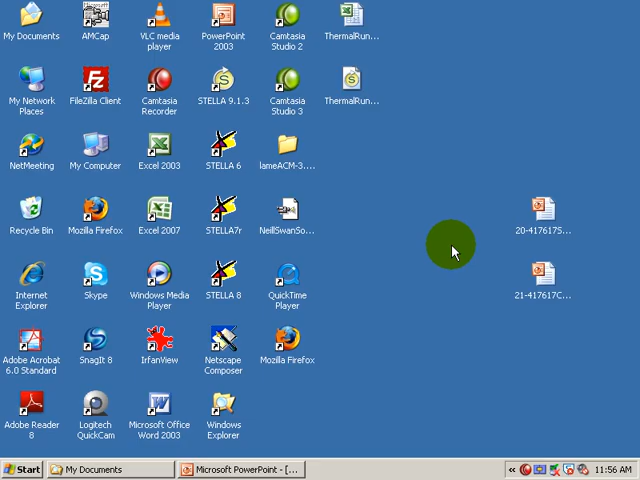 My Documents
AMCap
VLC media
player
PowerPoint
2003
Camtasia
Studio 2
ThermalRun...
My Network
Places
FileZilla Client
Camtasia
Recorder
STELLA 9.1.3
Camtasia
Studio 3
ThermalRun...
NetMeeting
My Computer
Excel 2003
STELLA 6
lameACM-3....
Recycle Bin
Mozilla Firefox
Excel 2007
STELLA7r
NeillSwanSo...
20-417617S...
Internet
Explorer
Skype
Windows Media
Player
STELLA 8
QuickTime
Player
21-417617C...
Adobe Acrobat
6.0 Standard
SnagIt 8
IrfanView
Netscape
Composer
Mozilla Firefox
Adobe Reader
8
Logitech
QuickCam
Microsoft Office
Word 2003
Windows
Explorer
Start
My Documents
Microsoft PowerPoint - [...
11:56 AM